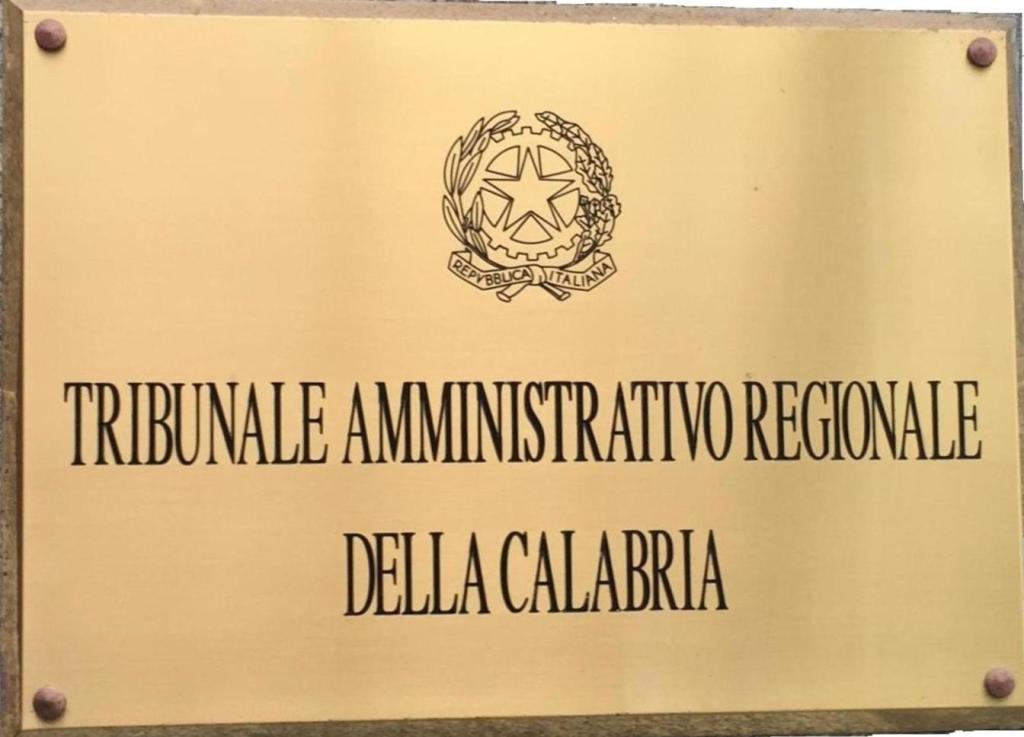 REPVBBLICA ITALIANA
TRIBUNALE AMMINISTRATIVO REGIONALE
DELLA CALABRIA